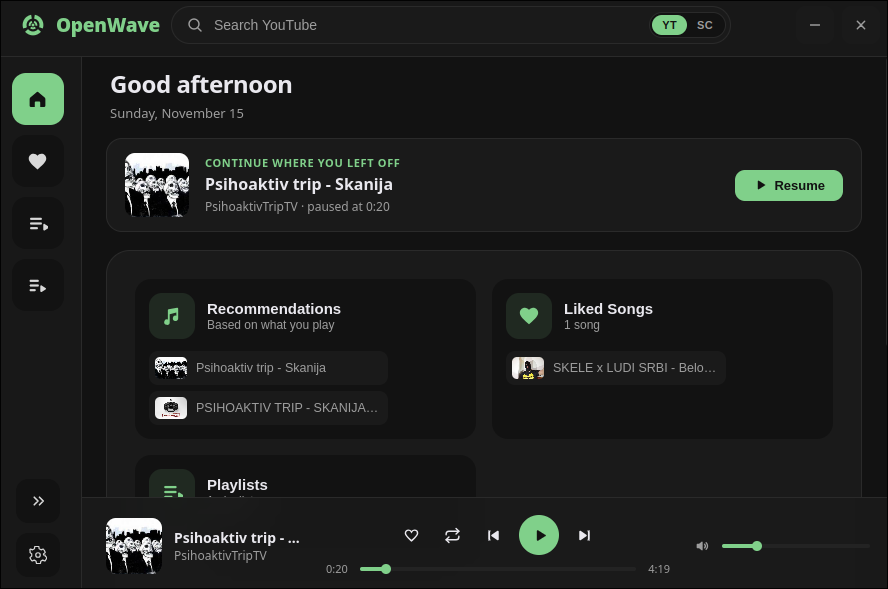 OpenWave
Search YouTube
YT
SC
Good afternoon
Sunday, November 15
CONTINUE WHERE YOU LEFT OFF
Psihoaktiv trip - Skanija
PsihoaktivTripTV · paused at 0:20
Resume
Recommendations
Based on what you play
Psihoaktiv trip - Skanija
PSIHOAKTIV TRIP - SKANIJA…
Liked Songs
1 song
SKELE x LUDI SRBI - Belo…
Playlists
Psihoaktiv trip - ...
PsihoaktivTripTV
0:20
4:19